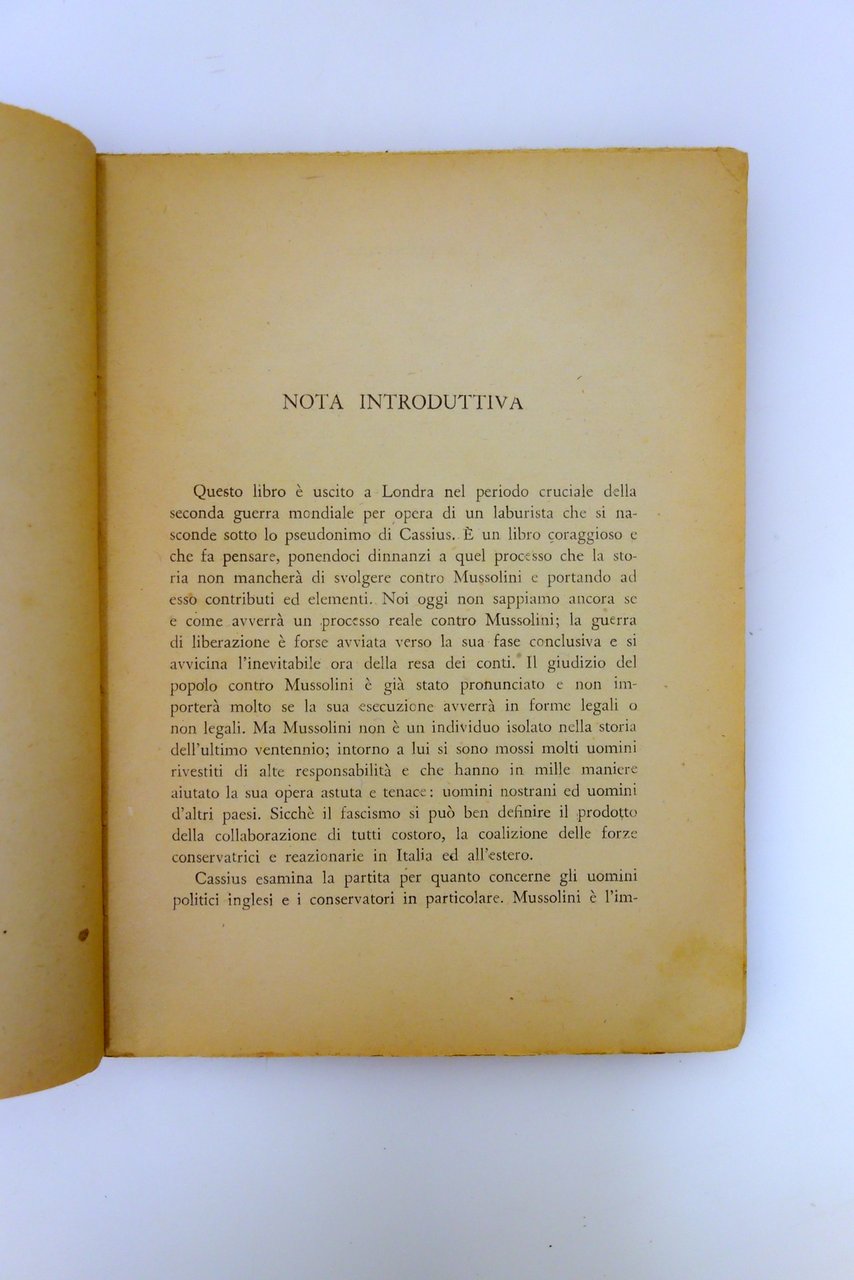 NOTA INTRODUTTIVA
Questo libro è uscito a Londra nel periodo cruciale della
seconda guerra mondiale per opera di un laburista che si na-
sconde sotto lo pseudonimo di Cassius. È un libro coraggioso e
che fa pensare, ponendoci dinnanzi a quel processo che la sto-
ria non mancherà di svolgere contro Mussolini e portando ad
esso contributi ed elementi. Noi oggi non sappiamo ancora se
e come avverrà un processo reale contro Mussolini; la guerra
di liberazione è forse avviata verso la sua fase conclusiva e si
avvicina l'inevitabile ora della resa dei conti. Il giudizio del
popolo contro Mussolini è già stato pronunciato e non im-
porterà molto se la sua esecuzione avverrà in forme legali o
non legali. Ma Mussolini non è un individuo isolato nella storia
dell'ultimo ventennio; intorno a lui si sono mossi molti uomini
rivestiti di alte responsabilità e che hanno in mille maniere
aiutato la sua opera astuta e tenace: uomini nostrani ed uomini
d'altri paesi. Sicchè il fascismo si può ben definire il prodotto
della collaborazione di tutti costoro, la coalizione delle forze
conservatrici e reazionarie in Italia ed all'estero.
Cassius esamina la partita per quanto concerne gli uomini
politici inglesi e i conservatori in particolare. Mussolini è l'im-